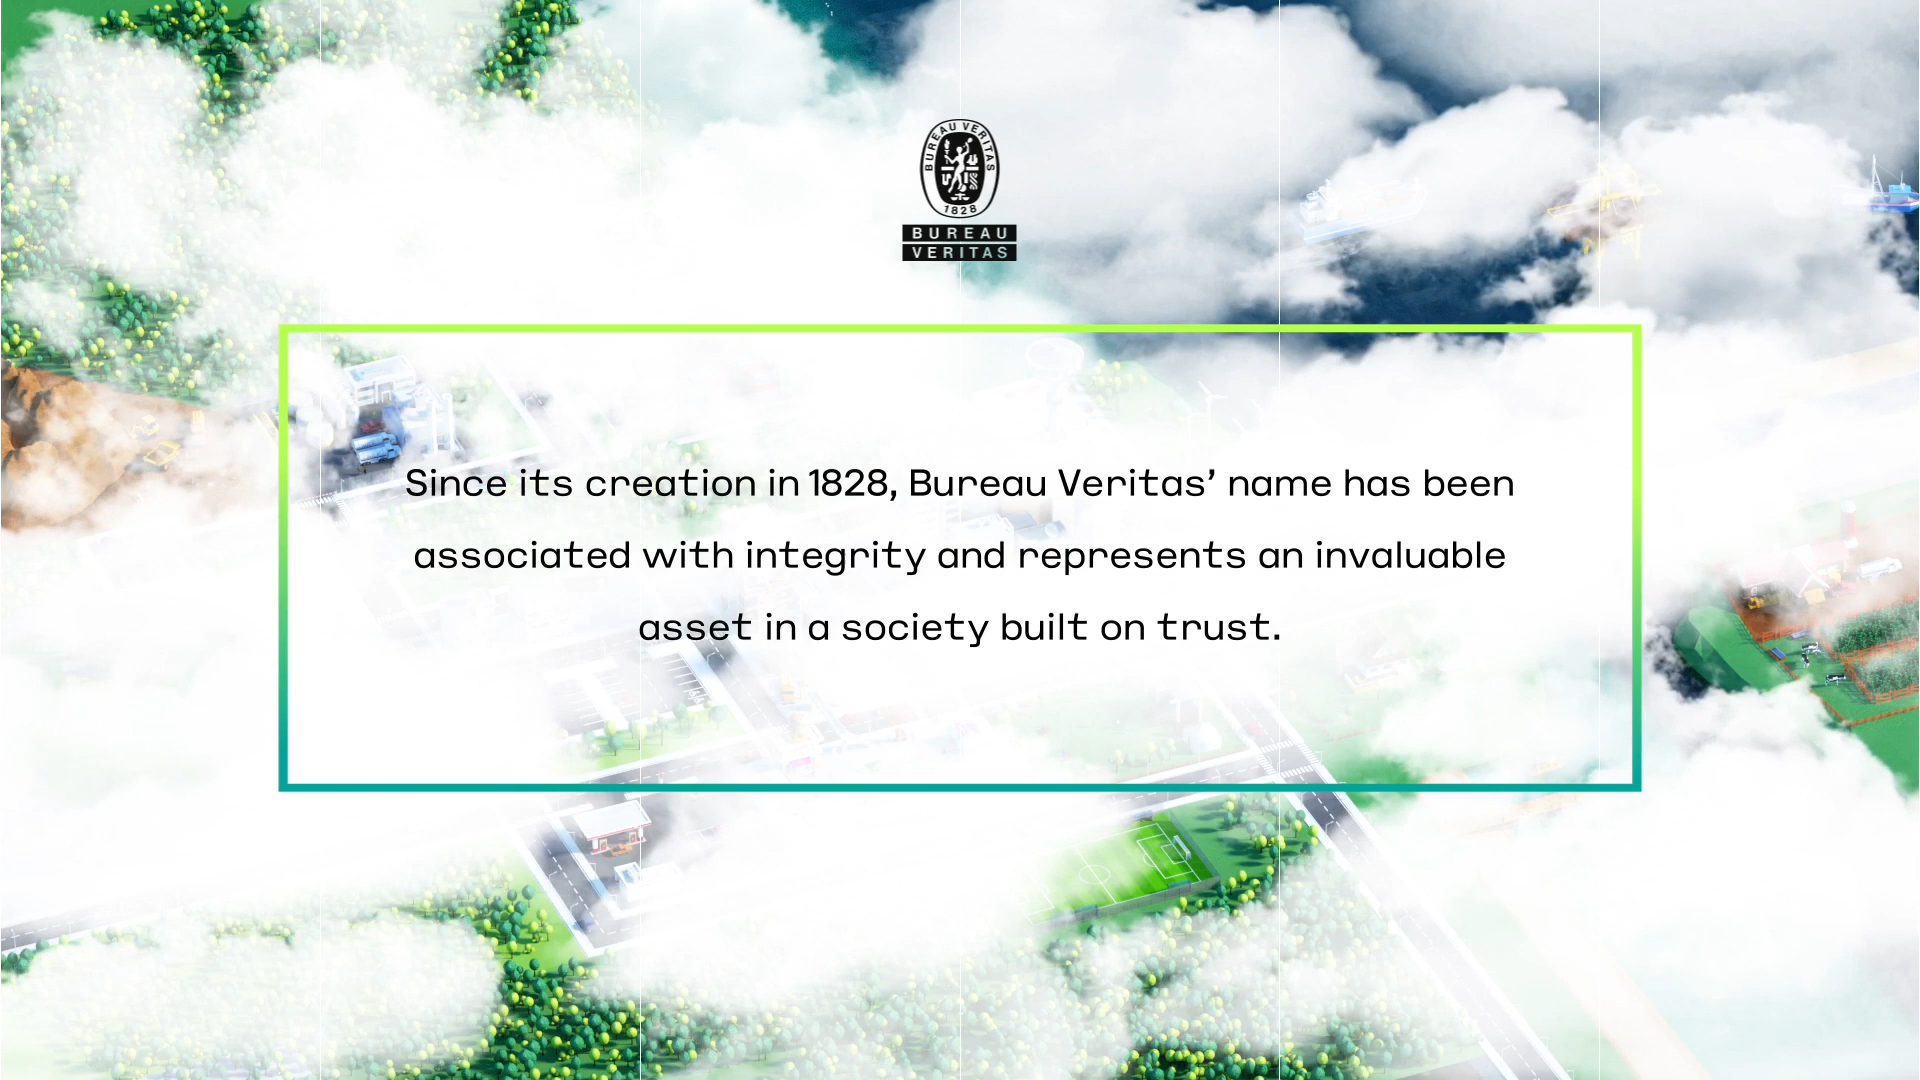 BUREAU VERITAS
1828
BUREAU
VERITAS
Since its creation in 1828, Bureau Veritas’ name has been
associated with integrity and represents an invaluable
asset in a society built on trust.